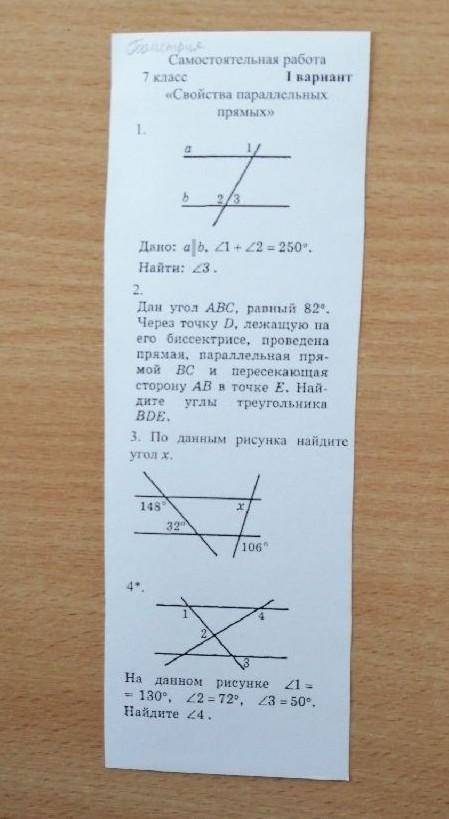 Геометрия
Самостоятельная работа
7 класс I вариант
«Свойства параллельных
прямых»
1.
a 1
b 2 3
Дано: a∥b, ∠1 + ∠2 = 250°.
Найти: ∠3.
2.
Дан угол ABC, равный 82°.
Через точку D, лежащую на
его биссектрисе, проведена
прямая, параллельная пря-
мой BC и пересекающая
сторону AB в точке E. Най-
дите углы треугольника
BDE.
3. По данным рисунка найдите
угол x.
148° x
32°
106°
4*.
1 4
2
3
На данном рисунке ∠1 =
= 130°, ∠2 = 72°, ∠3 = 50°.
Найдите ∠4.